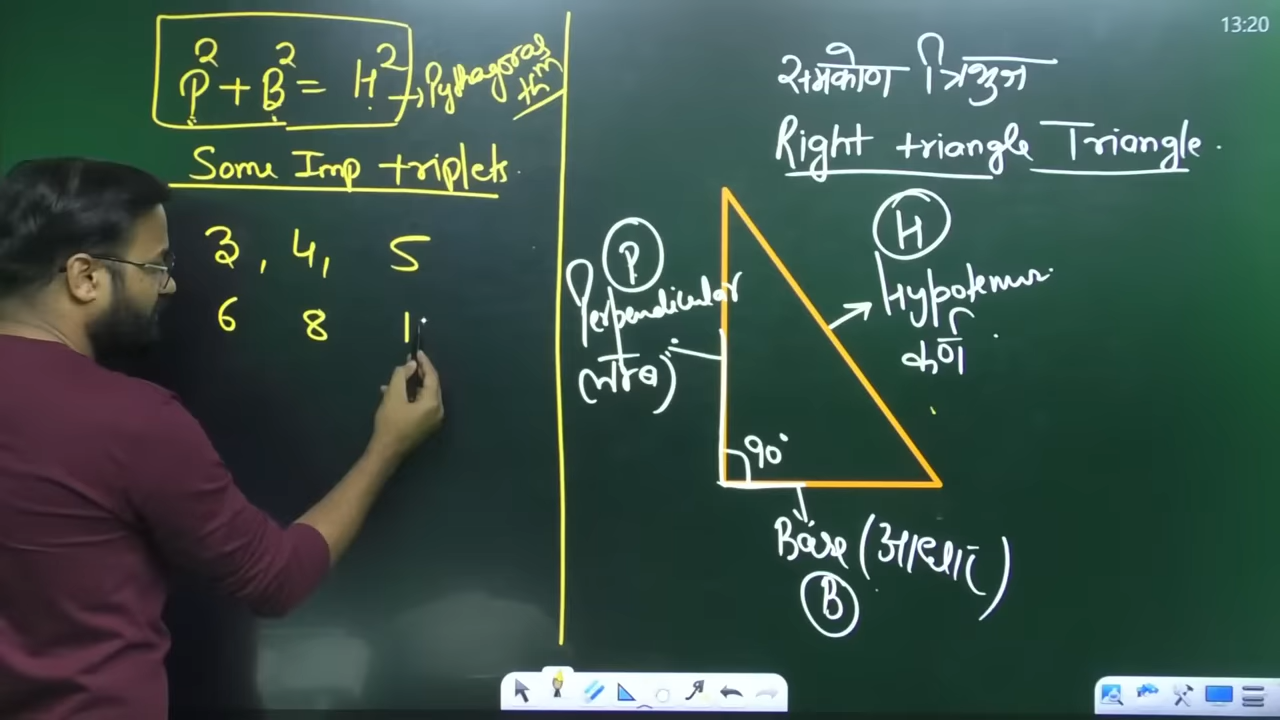 P² + B² = H² → Pythagoras thm
Some Imp triplets.
3, 4, 5
6 8 1
13:20
समकोण त्रिभुज
Right triangle Triangle.
P
Perpendicular
(लम्ब)
H
कर्ण
90°
Base (आधार)
B